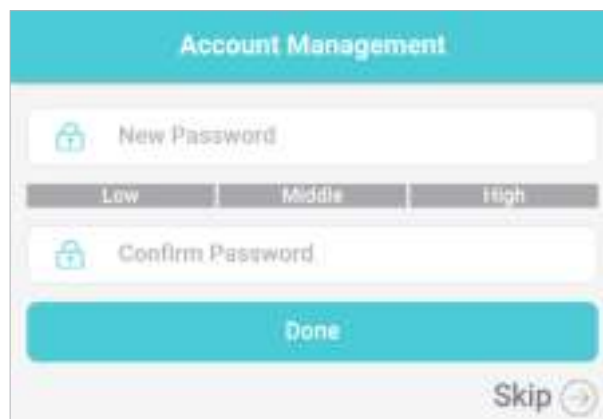 Account Management
New Password
Low Middle High
Confirm Password
Done
Skip